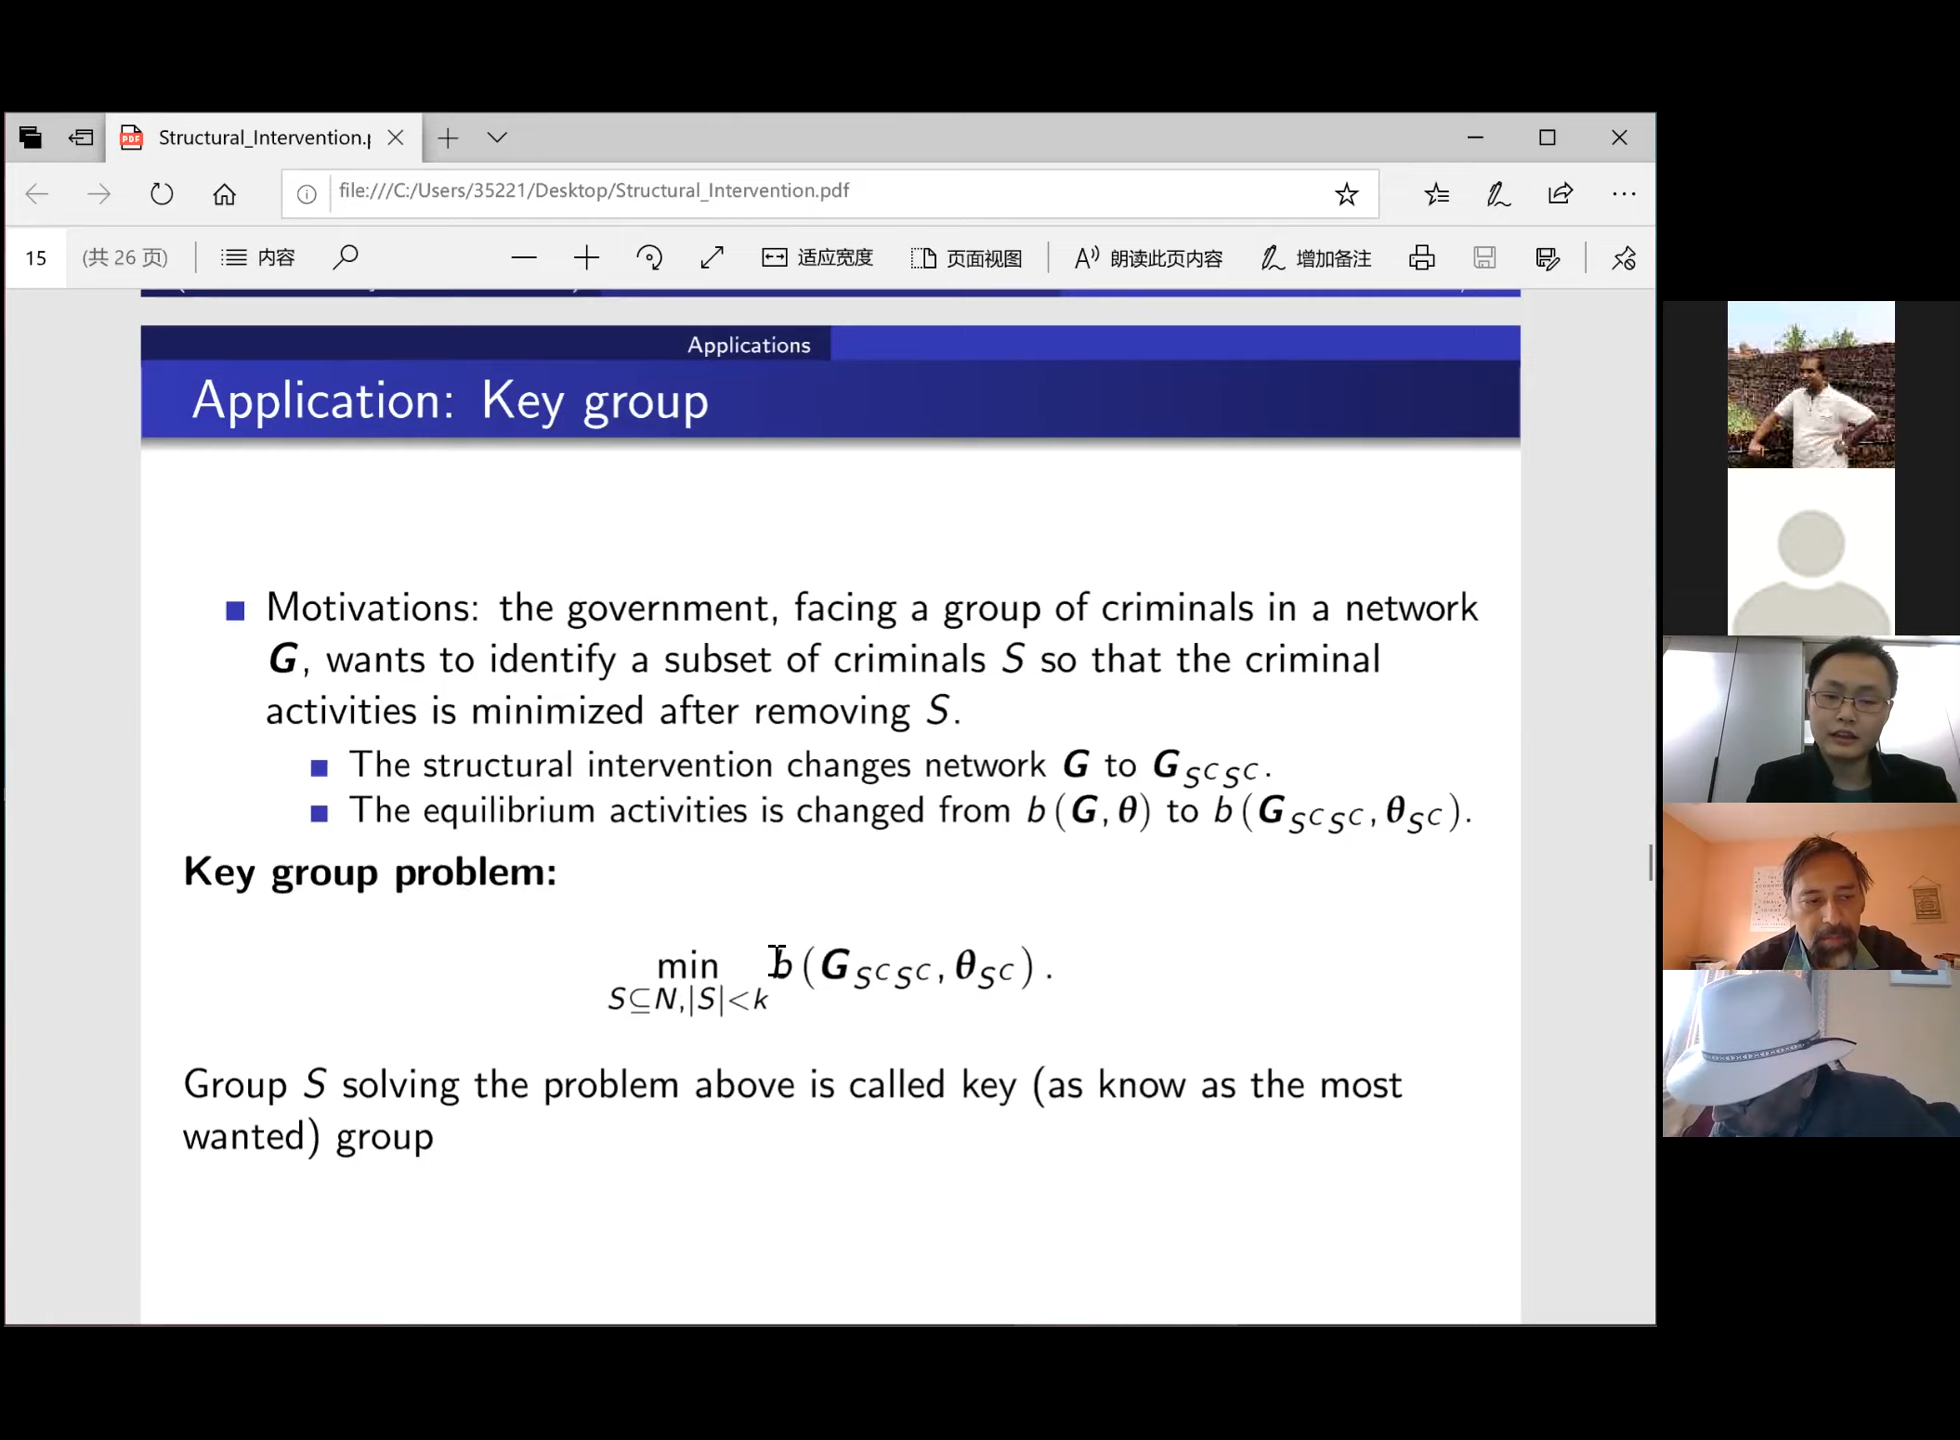 Structural_Intervention.p
file:///C:/Users/35221/Desktop/Structural_Intervention.pdf
15 (共 26 页) 内容 适应宽度 页面视图 A 朗读此页内容 增加备注
Applications
Application: Key group
Motivations: the government, facing a group of criminals in a network
G, wants to identify a subset of criminals S so that the criminal
activities is minimized after removing S.
The structural intervention changes network G to G_{S^C S^C}.
The equilibrium activities is changed from b (G, θ) to b (G_{S^C S^C}, θ_{S^C}).
Key group problem:
min_{S⊆N,|S|<k} b (G_{S^C S^C}, θ_{S^C}) .
Group S solving the problem above is called key (as know as the most
wanted) group